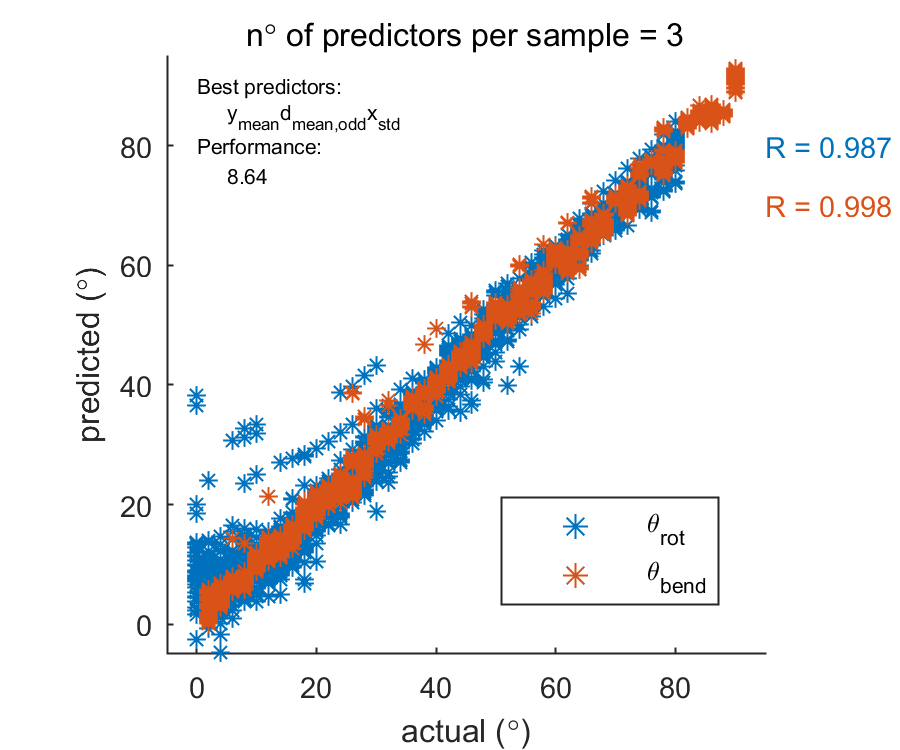 n° of predictors per sample = 3
Best predictors:
y_mean d_mean,odd x_std
Performance:
8.64
R = 0.987
R = 0.998
predicted (°)
80
60
40
20
0
θ_rot
θ_bend
0 20 40 60 80
actual (°)